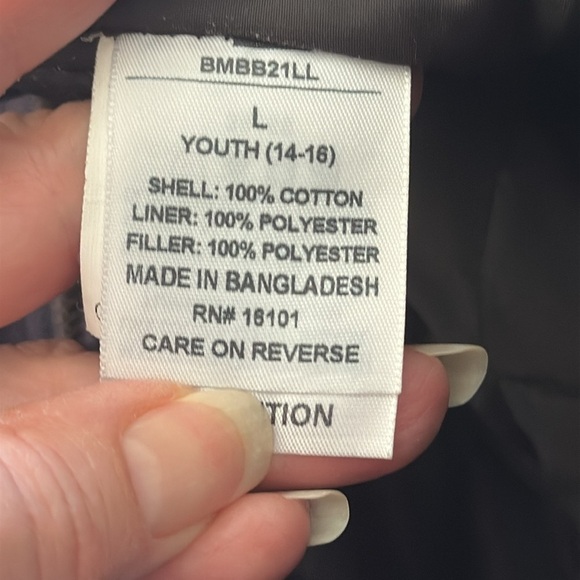 BMBB21LL
L
YOUTH (14-16)
SHELL: 100% COTTON
LINER: 100% POLYESTER
FILLER: 100% POLYESTER
MADE IN BANGLADESH
RN# 16101
CARE ON REVERSE